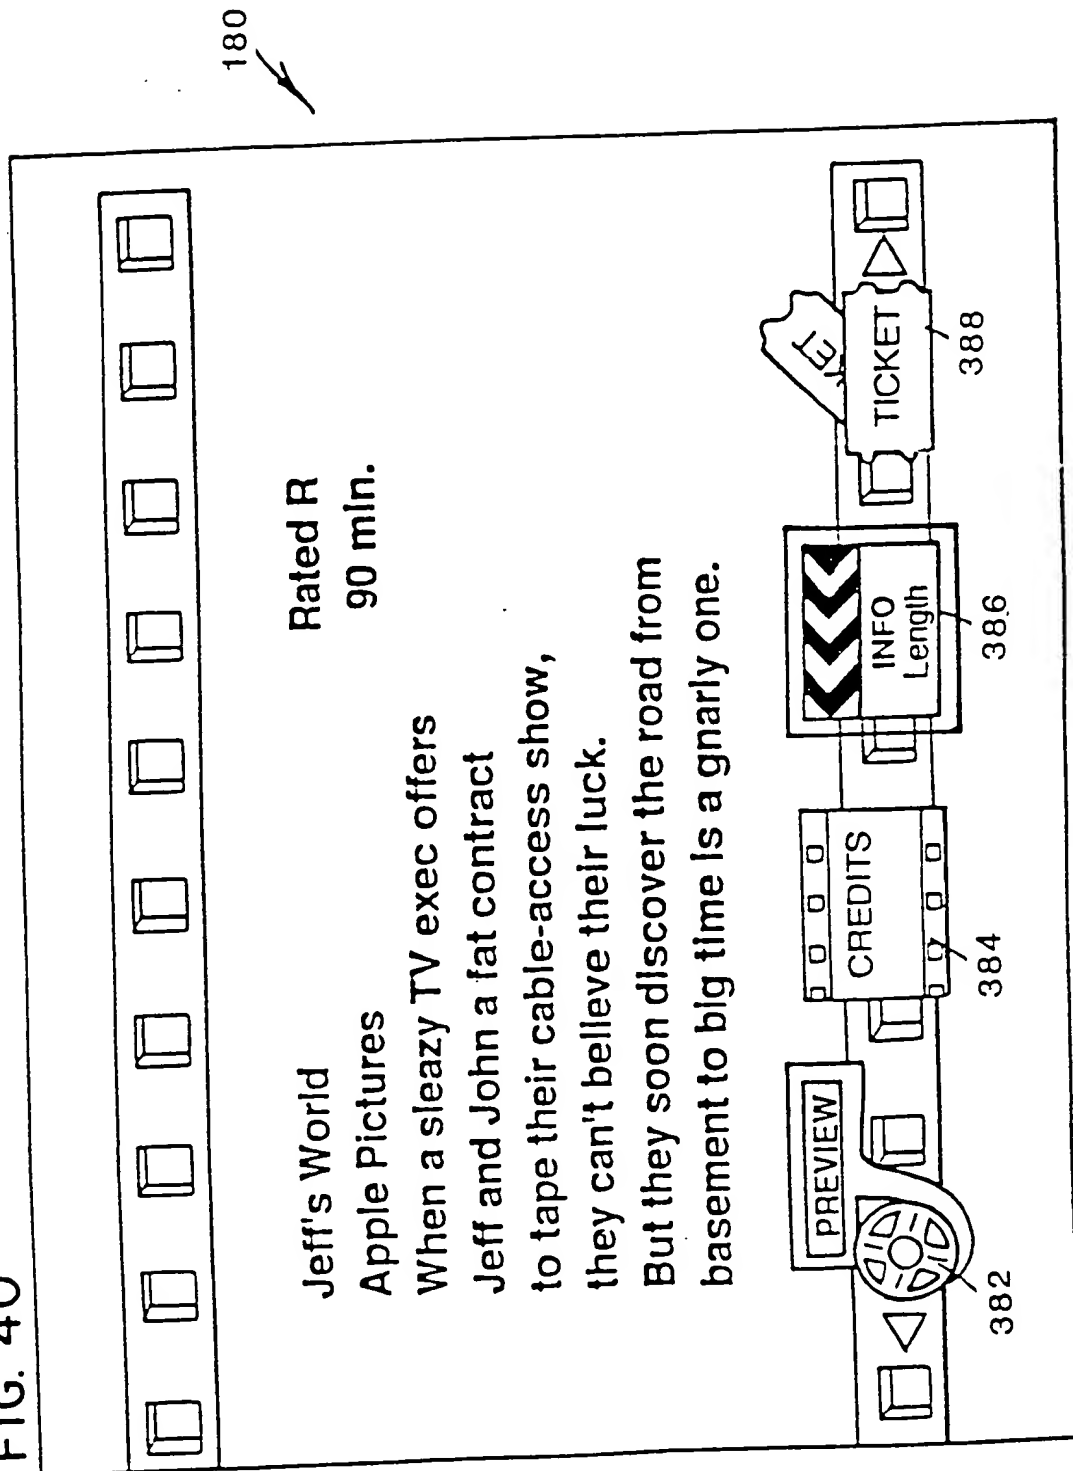 FIG. 40
180
Jeff's World
Rated R
Apple Pictures
90 min.
When a sleazy TV exec offers
Jeff and John a fat contract
to tape their cable-access show,
they can't believe their luck.
But they soon discover the road from
basement to big time is a gnarly one.
PREVIEW
CREDITS
INFO
Length
KET
TICKET
382
384
386
388